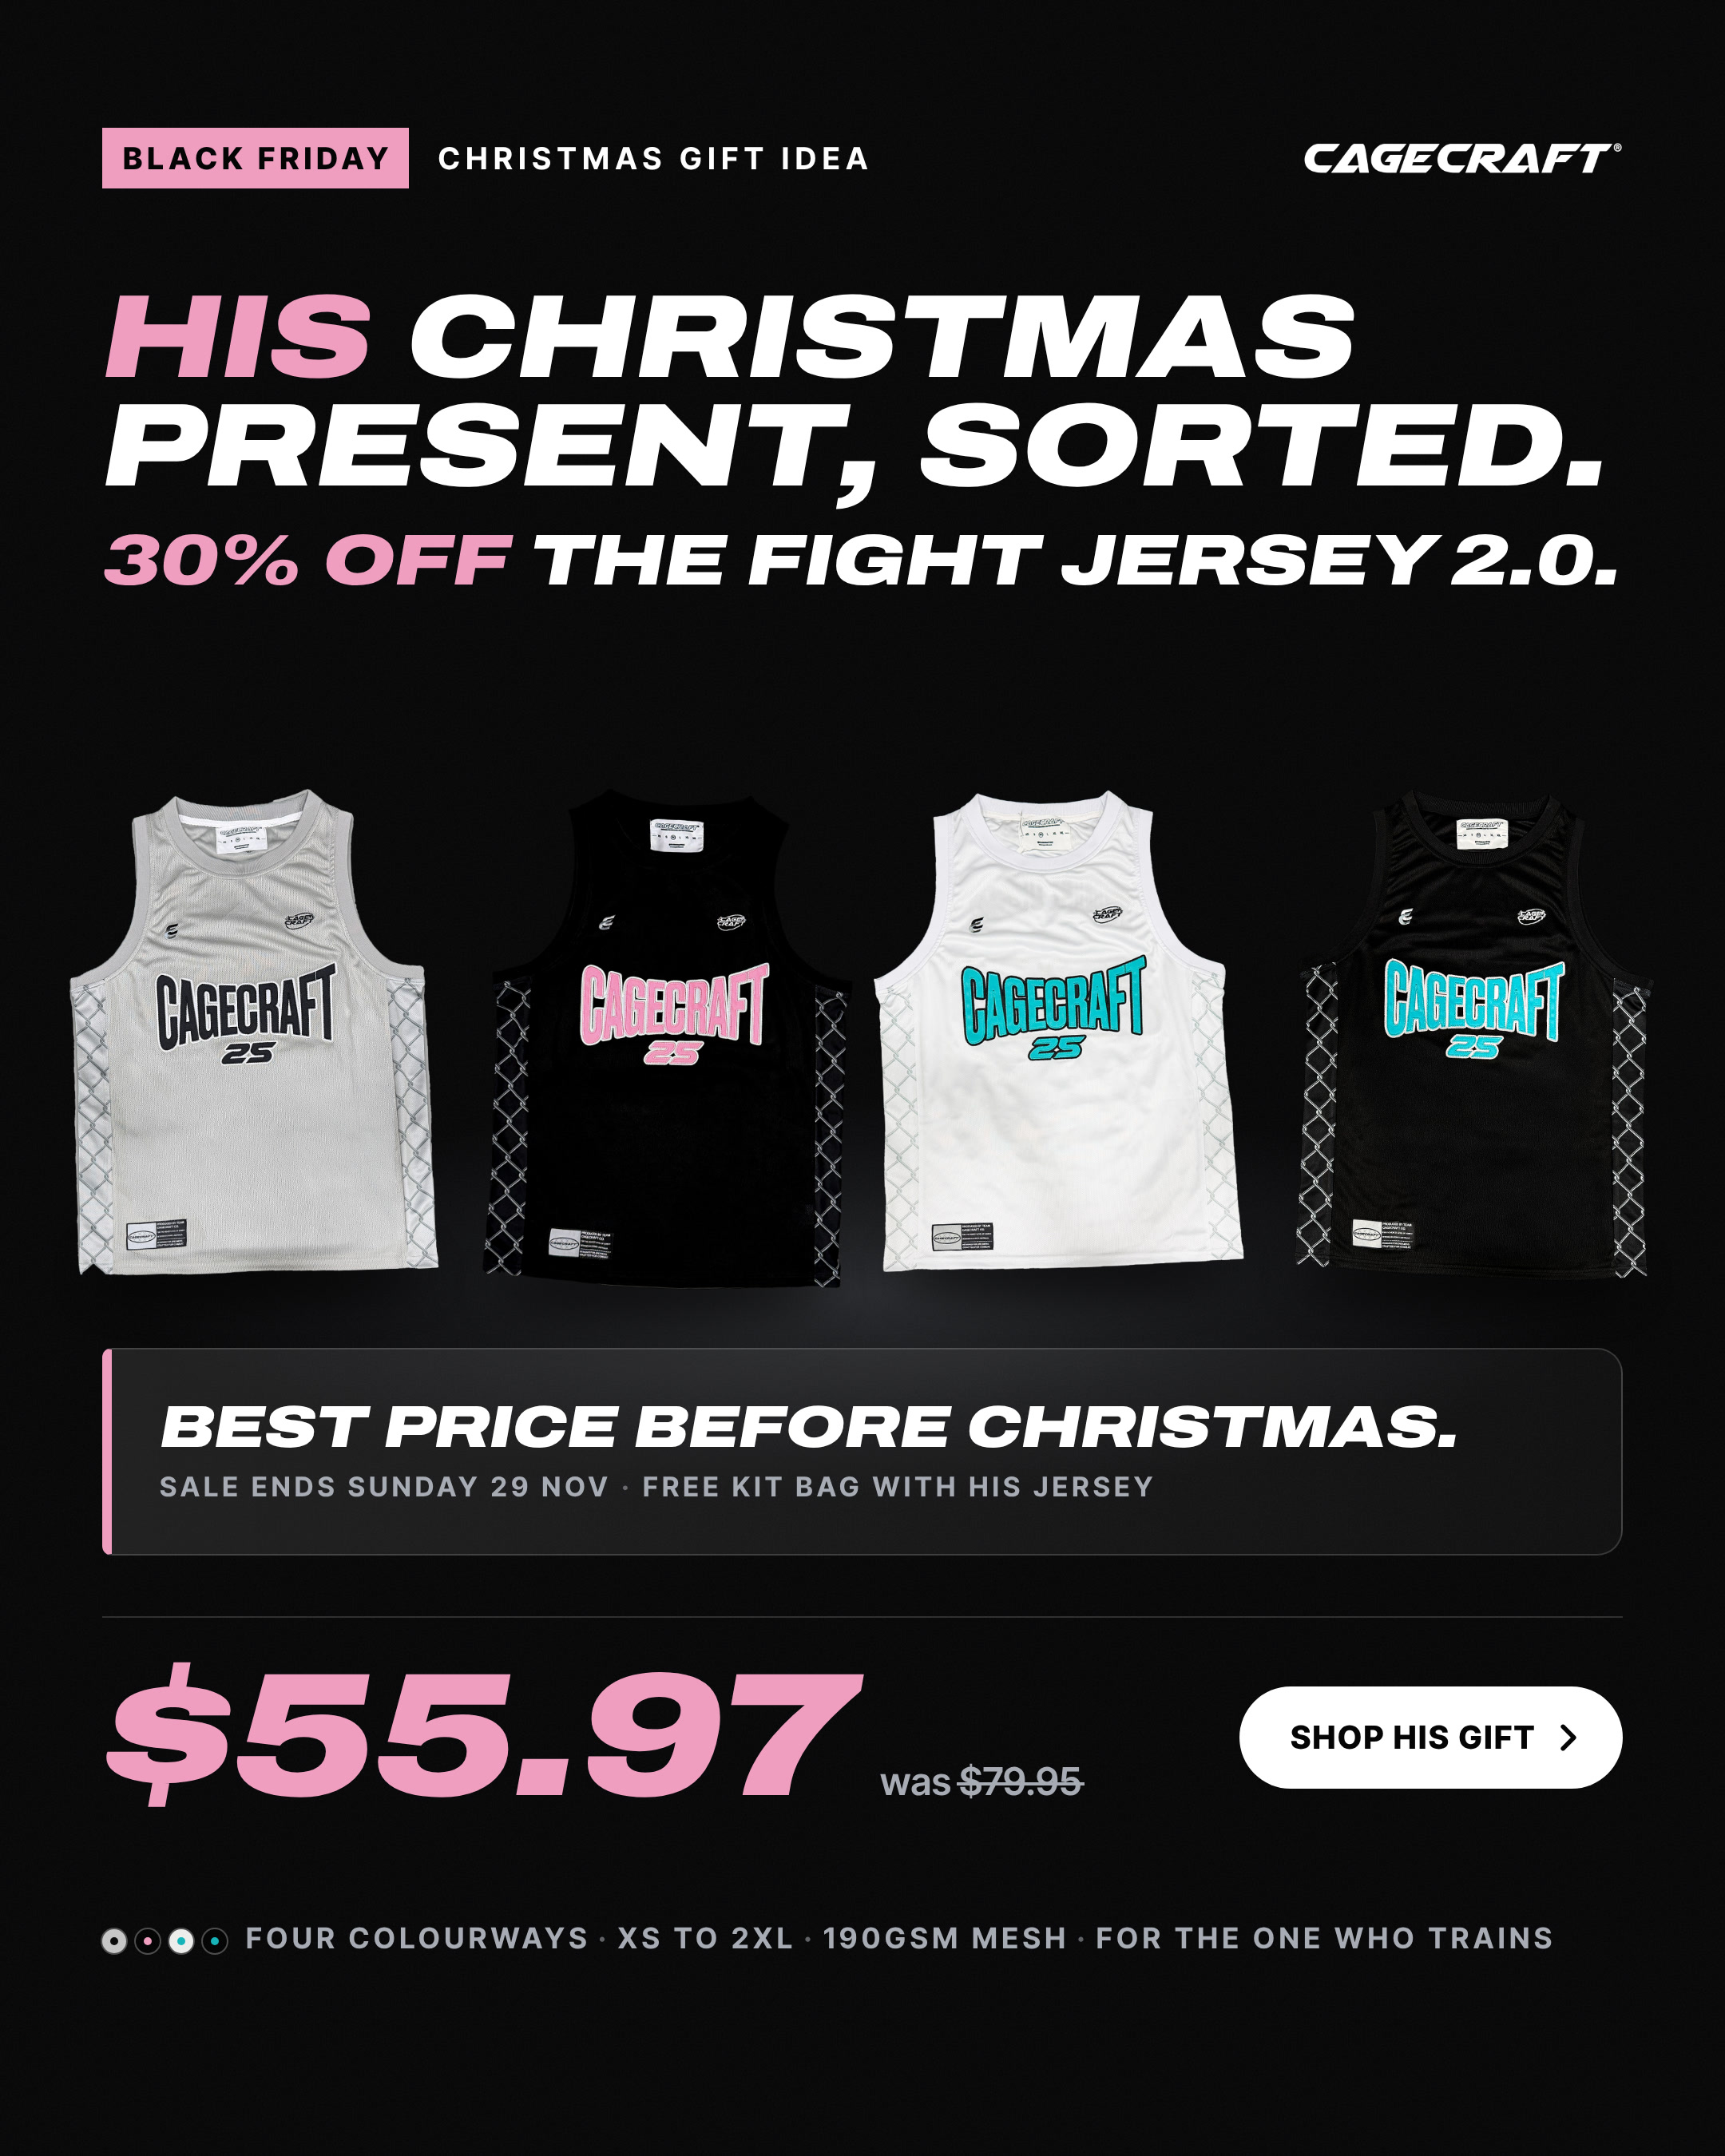 BLACK FRIDAY
CHRISTMAS GIFT IDEA
CAGECRAFT®
HIS CHRISTMAS
PRESENT, SORTED.
30% OFF THE FIGHT JERSEY 2.0.
CAGECRAFT
25
CAGECRAFT
25
CAGECRAFT
25
CAGECRAFT
25
BEST PRICE BEFORE CHRISTMAS.
SALE ENDS SUNDAY 29 NOV · FREE KIT BAG WITH HIS JERSEY
$55.97 was $79.95
SHOP HIS GIFT
FOUR COLOURWAYS · XS TO 2XL · 190GSM MESH · FOR THE ONE WHO TRAINS